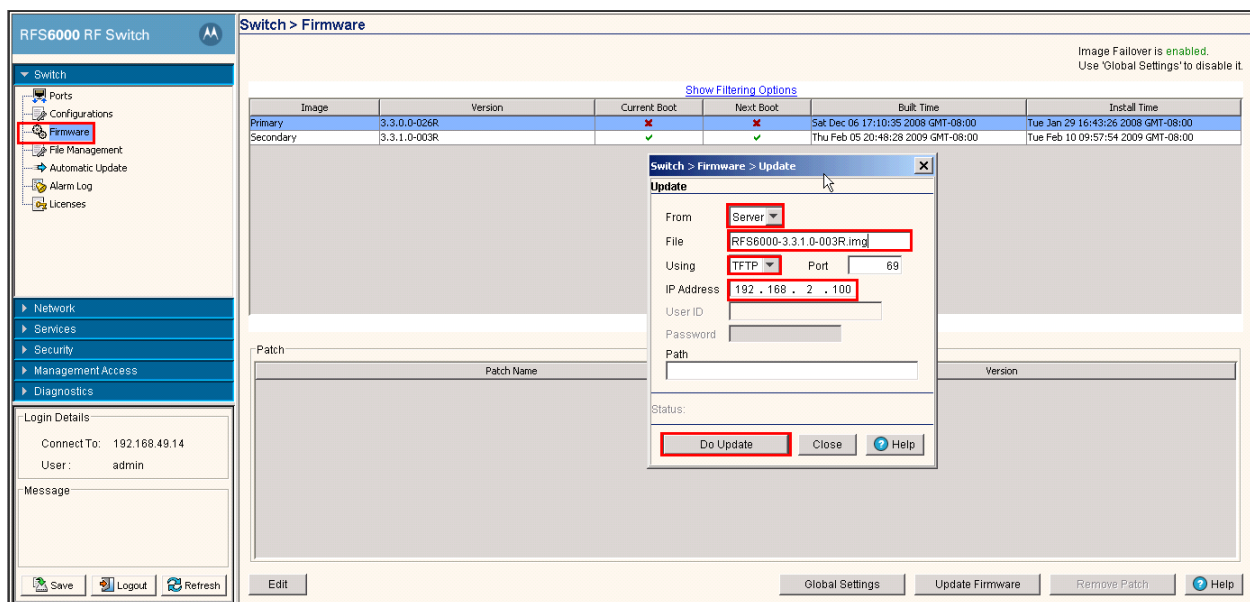 RFS6000 RF Switch
Switch > Firmware
Image Failover is enabled.
Use 'Global Settings' to disable it.
Switch
Ports
Configurations
Firmware
File Management
Automatic Update
Alarm Log
Licenses
Network
Services
Security
Management Access
Diagnostics
Login Details
Connect To: 192.168.49.14
User: admin
Message
Save Logout Refresh
Show Filtering Options
Image Version Current Boot Next Boot Built Time Install Time
Primary 3.3.0.0-026R Sat Dec 06 17:10:35 2008 GMT-08:00 Tue Jan 29 16:43:26 2008 GMT-08:00
Secondary 3.3.1.0-003R Thu Feb 05 20:48:28 2009 GMT-08:00 Tue Feb 10 09:57:54 2009 GMT-08:00
Switch > Firmware > Update
Update
From Server
File RFS6000-3.3.1.0-003R.img
Using TFTP Port 69
IP Address 192 . 168 . 2 . 100
User ID
Password
Path
Status:
Do Update Close Help
Patch
Patch Name Version
Edit Global Settings Update Firmware Remove Patch Help